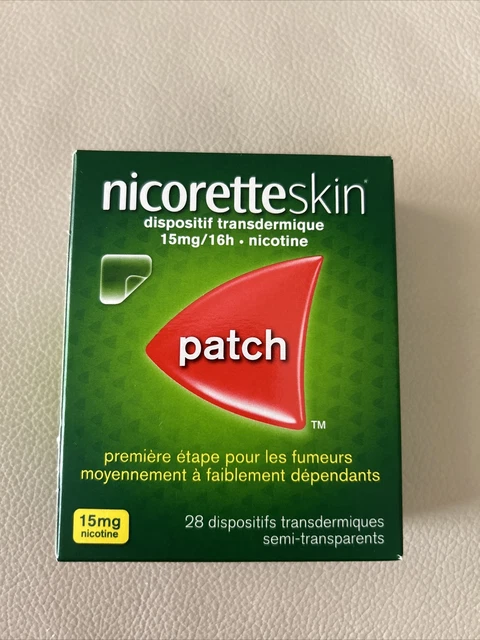 nicoretteskin
dispositif transdermique
15mg/16h • nicotine
patch
TM
première étape pour les fumeurs
moyennement à faiblement dépendants
15mg
nicotine
28 dispositifs transdermiques
semi-transparents